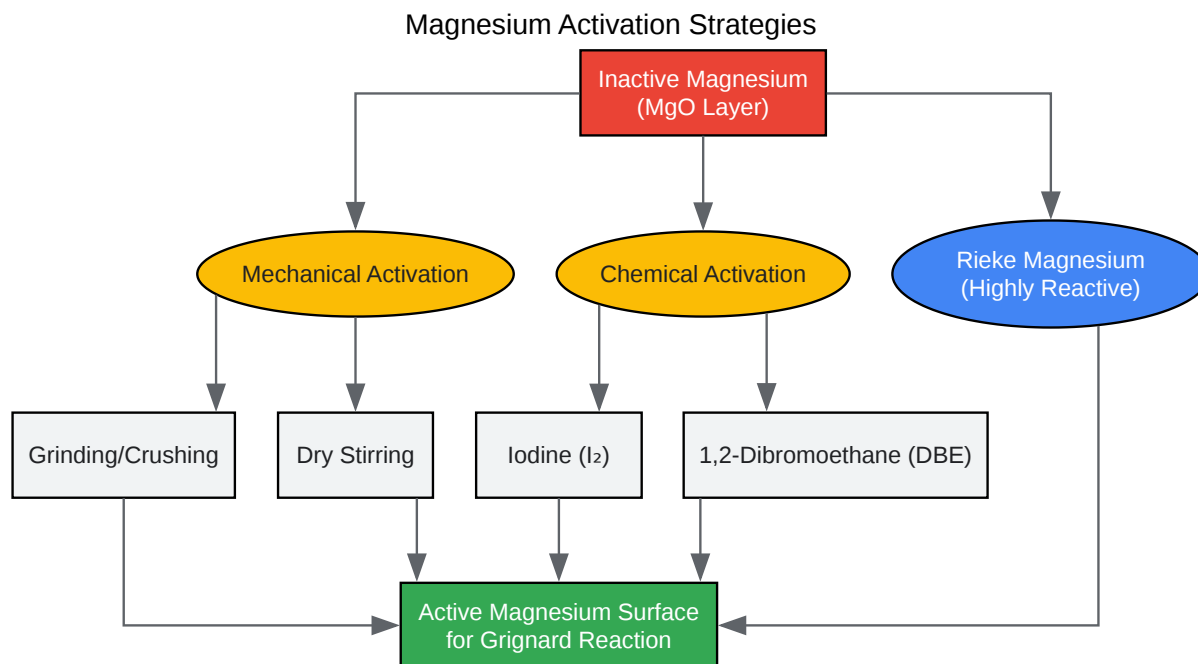 Magnesium Activation Strategies
Inactive Magnesium
(MgO Layer)
Mechanical Activation
Chemical Activation
Rieke Magnesium
(Highly Reactive)
Grinding/Crushing
Dry Stirring
Iodine (I₂)
1,2-Dibromoethane (DBE)
Active Magnesium Surface
for Grignard Reaction